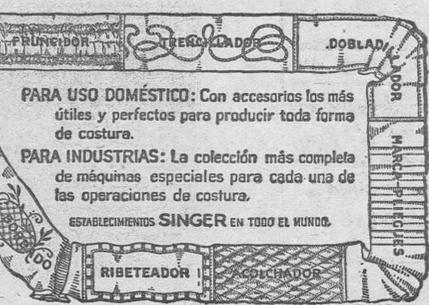 FRUNCIDOR
TRENCILLADOR
DOBLADILLADOR
PARA USO DOMÉSTICO: Con accesorios los más
útiles y perfectos para producir toda forma
de costura.
PARA INDUSTRIAS: La colección más completa
de máquinas especiales para cada una de
las operaciones de costura.
ESTABLECIMIENTOS SINGER EN TODO EL MUNDO.
MARCA-PLIEGUES
BORDADO
RIBETEADOR
ACOLCHADOR